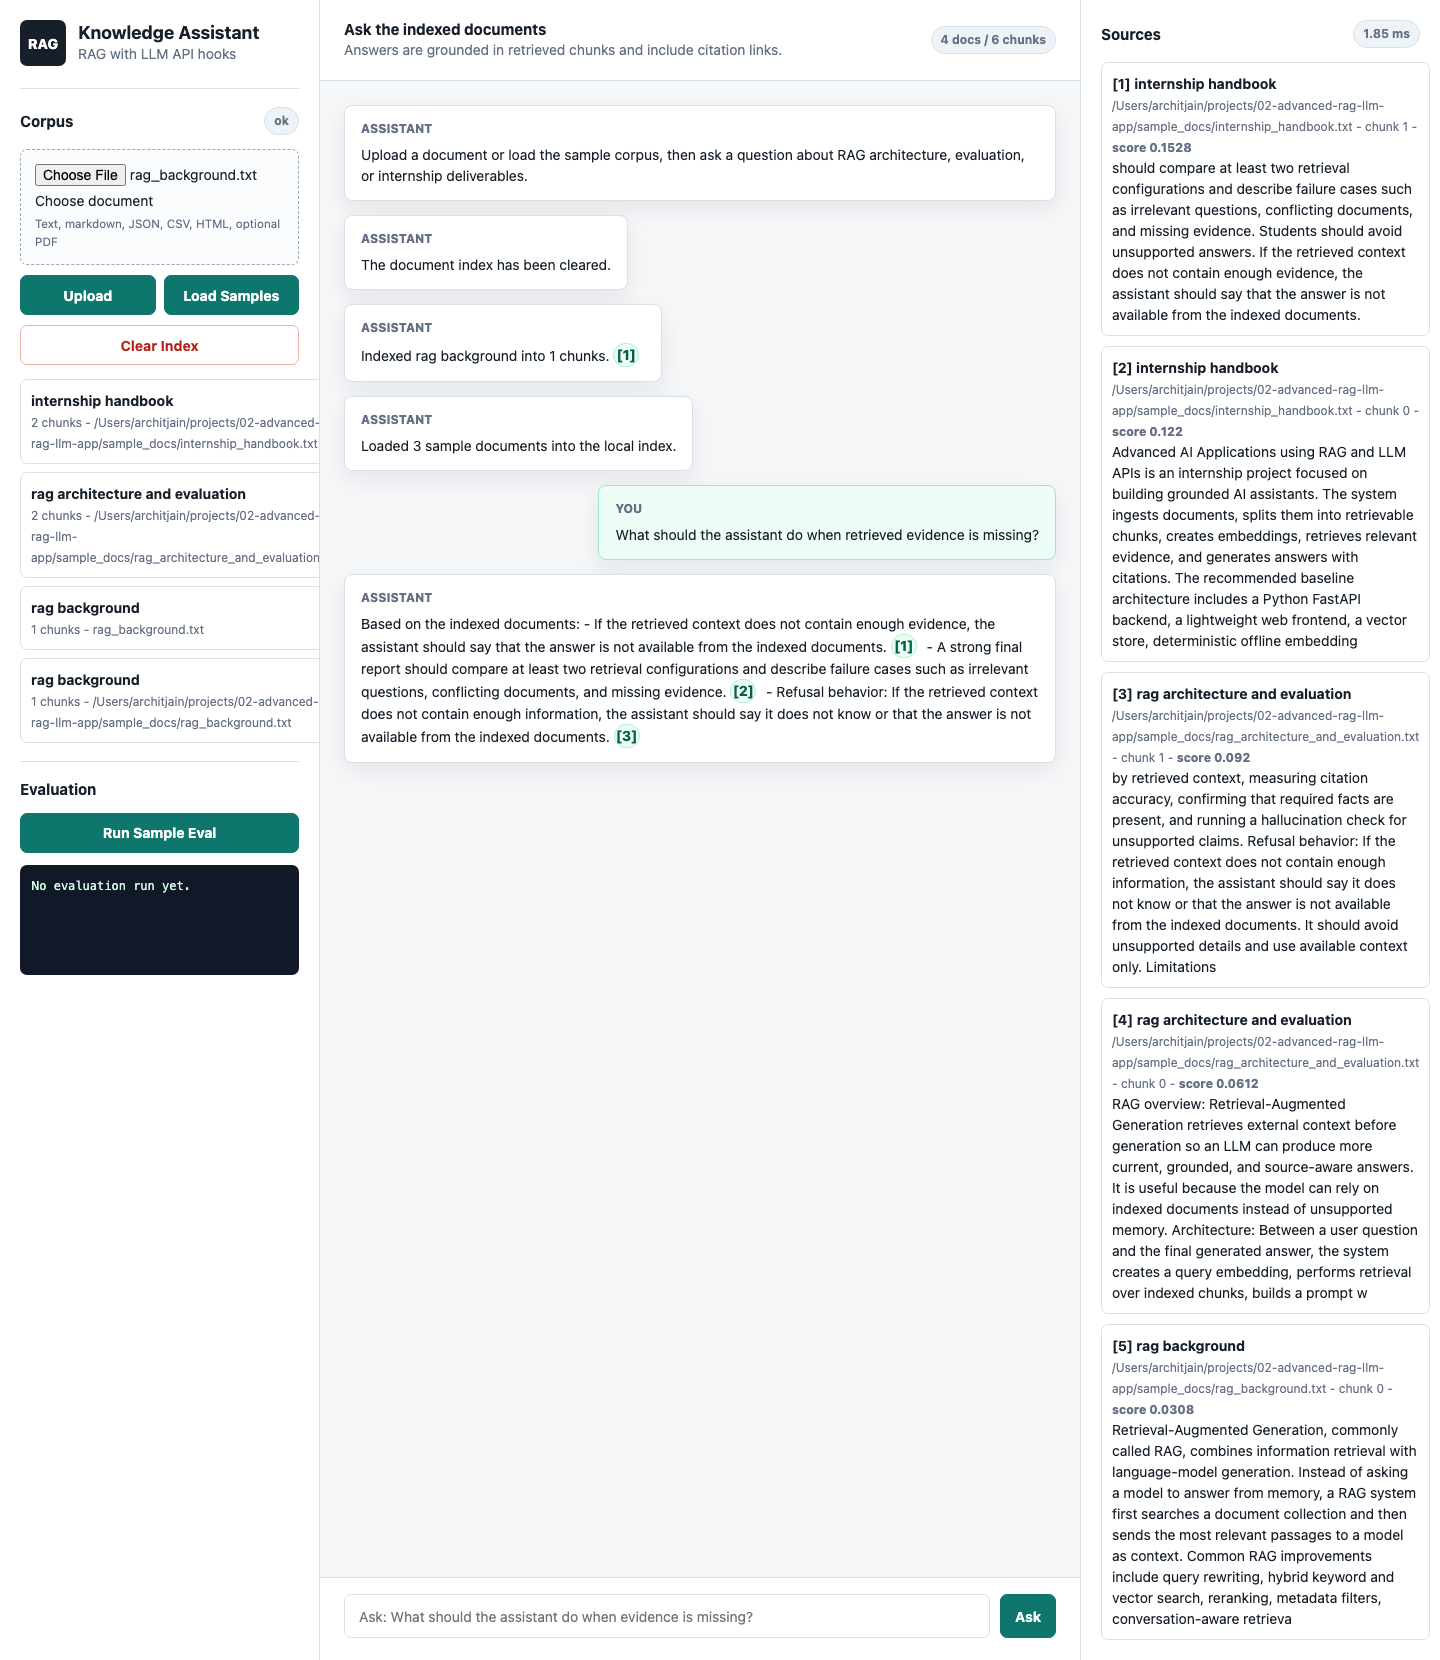 RAG
Knowledge Assistant
RAG with LLM API hooks
Corpus
ok
Choose File rag_background.txt
Choose document
Text, markdown, JSON, CSV, HTML, optional
PDF
Upload
Load Samples
Clear Index
internship handbook
2 chunks - /Users/architjain/projects/02-advanced-
rag-llm-app/sample_docs/internship_handbook.txt
rag architecture and evaluation
2 chunks - /Users/architjain/projects/02-advanced-
rag-llm-
app/sample_docs/rag_architecture_and_evaluation
rag background
1 chunks - rag_background.txt
rag background
1 chunks - /Users/architjain/projects/02-advanced-
rag-llm-app/sample_docs/rag_background.txt
Evaluation
Run Sample Eval
No evaluation run yet.
Ask the indexed documents
Answers are grounded in retrieved chunks and include citation links.
4 docs / 6 chunks
ASSISTANT
Upload a document or load the sample corpus, then ask a question about RAG architecture, evaluation,
or internship deliverables.
ASSISTANT
The document index has been cleared.
ASSISTANT
Indexed rag background into 1 chunks. [1]
ASSISTANT
Loaded 3 sample documents into the local index.
YOU
What should the assistant do when retrieved evidence is missing?
ASSISTANT
Based on the indexed documents: - If the retrieved context does not contain enough evidence, the
assistant should say that the answer is not available from the indexed documents. [1] - A strong final
report should compare at least two retrieval configurations and describe failure cases such as irrelevant
questions, conflicting documents, and missing evidence. [2] - Refusal behavior: If the retrieved context
does not contain enough information, the assistant should say it does not know or that the answer is not
available from the indexed documents. [3]
Ask: What should the assistant do when evidence is missing?
Ask
Sources
1.85 ms
[1] internship handbook
/Users/architjain/projects/02-advanced-rag-llm-
app/sample_docs/internship_handbook.txt - chunk 1 -
score 0.1528
should compare at least two retrieval
configurations and describe failure cases such
as irrelevant questions, conflicting documents,
and missing evidence. Students should avoid
unsupported answers. If the retrieved context
does not contain enough evidence, the
assistant should say that the answer is not
available from the indexed documents.
[2] internship handbook
/Users/architjain/projects/02-advanced-rag-llm-
app/sample_docs/internship_handbook.txt - chunk 0 -
score 0.122
Advanced AI Applications using RAG and LLM
APIs is an internship project focused on
building grounded AI assistants. The system
ingests documents, splits them into retrievable
chunks, creates embeddings, retrieves relevant
evidence, and generates answers with
citations. The recommended baseline
architecture includes a Python FastAPI
backend, a lightweight web frontend, a vector
store, deterministic offline embedding
[3] rag architecture and evaluation
/Users/architjain/projects/02-advanced-rag-llm-
app/sample_docs/rag_architecture_and_evaluation.txt
- chunk 1 - score 0.092
by retrieved context, measuring citation
accuracy, confirming that required facts are
present, and running a hallucination check for
unsupported claims. Refusal behavior: If the
retrieved context does not contain enough
information, the assistant should say it does
not know or that the answer is not available
from the indexed documents. It should avoid
unsupported details and use available context
only. Limitations
[4] rag architecture and evaluation
/Users/architjain/projects/02-advanced-rag-llm-
app/sample_docs/rag_architecture_and_evaluation.txt
- chunk 0 - score 0.0612
RAG overview: Retrieval-Augmented
Generation retrieves external context before
generation so an LLM can produce more
current, grounded, and source-aware answers.
It is useful because the model can rely on
indexed documents instead of unsupported
memory. Architecture: Between a user question
and the final generated answer, the system
creates a query embedding, performs retrieval
over indexed chunks, builds a prompt w
[5] rag background
/Users/architjain/projects/02-advanced-rag-llm-
app/sample_docs/rag_background.txt - chunk 0 -
score 0.0308
Retrieval-Augmented Generation, commonly
called RAG, combines information retrieval with
language-model generation. Instead of asking
a model to answer from memory, a RAG system
first searches a document collection and then
sends the most relevant passages to a model
as context. Common RAG improvements
include query rewriting, hybrid keyword and
vector search, reranking, metadata filters,
conversation-aware retrieva